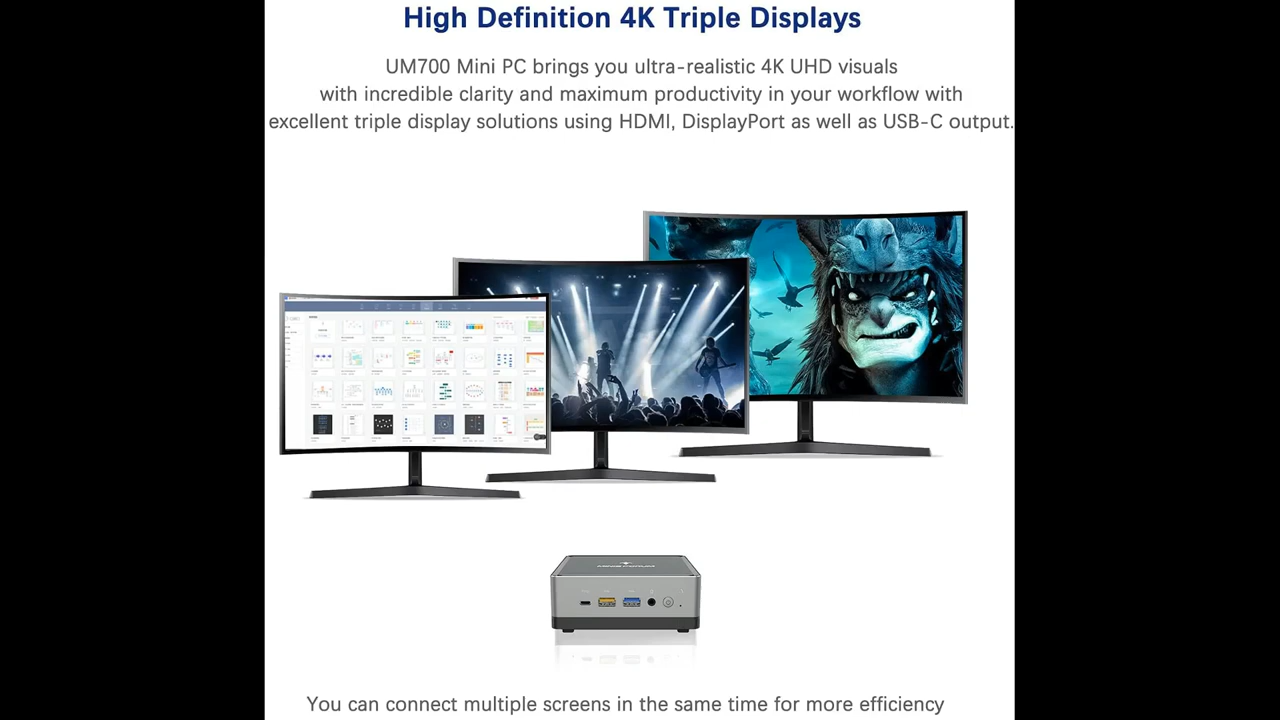 High Definition 4K Triple Displays
UM700 Mini PC brings you ultra-realistic 4K UHD visuals
with incredible clarity and maximum productivity in your workflow with
excellent triple display solutions using HDMI, DisplayPort as well as USB-C output.
You can connect multiple screens in the same time for more efficiency